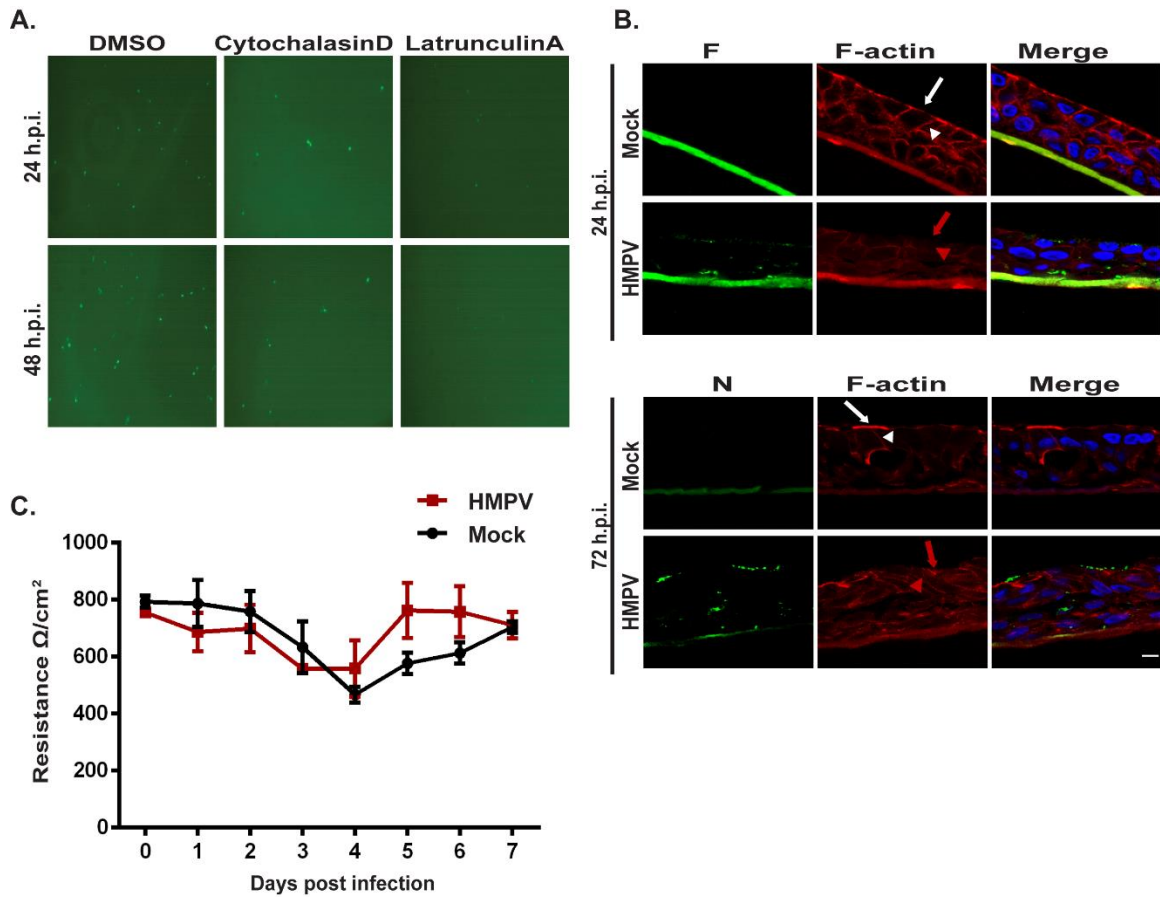 A.
DMSO CytochalasinD LatrunculinA
24 h.p.i.
48 h.p.i.
B.
F F-actin Merge
24 h.p.i.
Mock
HMPV
N F-actin Merge
72 h.p.i.
Mock
HMPV
C.
HMPV
Mock
Resistance Ω/cm²
1000
800
600
400
200
0
0 1 2 3 4 5 6 7
Days post infection